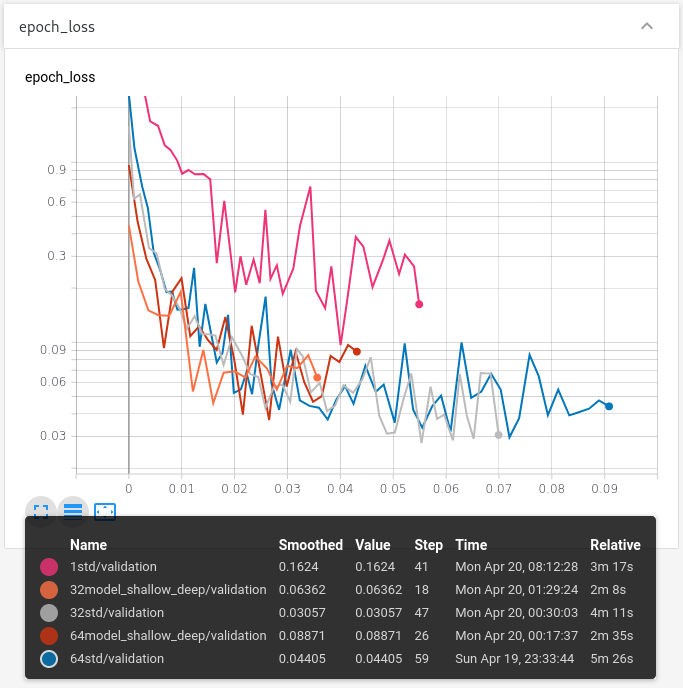 epoch_loss
epoch_loss
0.9
0.6
0.3
0.09
0.06
0.03
0 0.01 0.02 0.03 0.04 0.05 0.06 0.07 0.08 0.09
Name Smoothed Value Step Time Relative
1std/validation 0.1624 0.1624 41 Mon Apr 20, 08:12:28 3m 17s
32model_shallow_deep/validation 0.06362 0.06362 18 Mon Apr 20, 01:29:24 2m 8s
32std/validation 0.03057 0.03057 47 Mon Apr 20, 00:30:03 4m 11s
64model_shallow_deep/validation 0.08871 0.08871 26 Mon Apr 20, 00:17:37 2m 35s
64std/validation 0.04405 0.04405 59 Sun Apr 19, 23:33:44 5m 26s